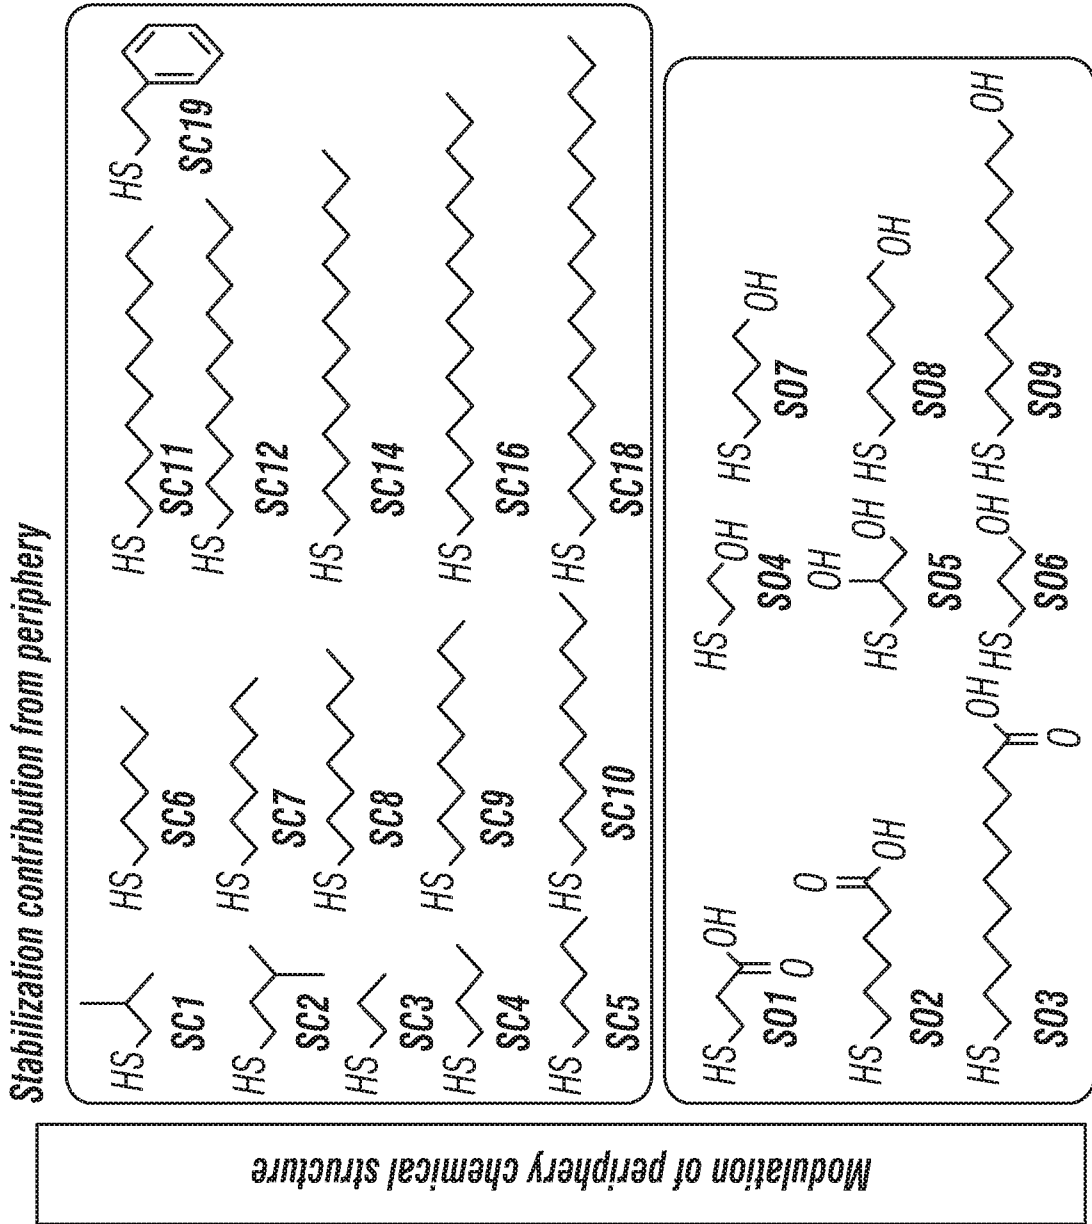 Stabilization contribution from periphery
Modulation of periphery chemical structure
HS
SC1
HS
SC2
HS
SC3
HS
SC4
HS
SC5
HS
SC6
HS
SC7
HS
SC8
HS
SC9
HS
SC10
HS
SC11
HS
SC12
HS
SC14
HS
SC16
HS
SC18
HS
SC19
HS
OH
O
SO1
HS
O
OH
SO2
HS
OH
O
SO3
HS
OH
SO4
OH
HS
OH
SO5
HS
OH
SO6
HS
OH
SO7
HS
OH
SO8
HS
OH
SO9